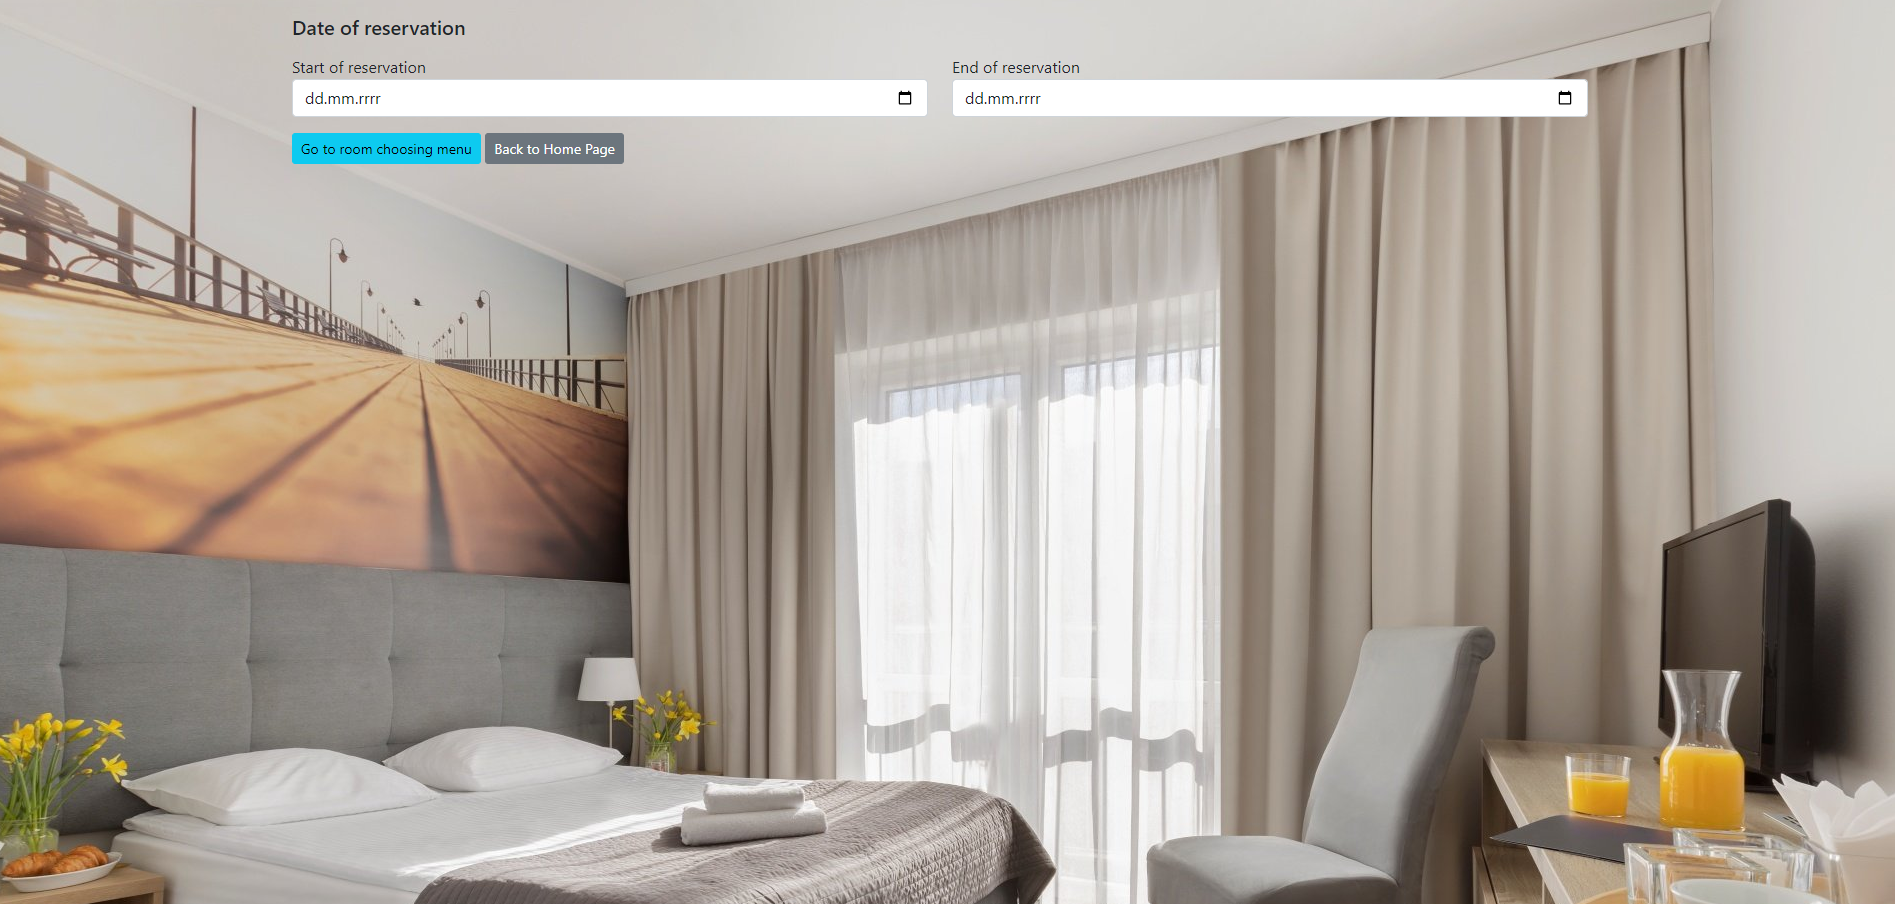 Date of reservation
Start of reservation
End of reservation
dd.mm.rrrr
dd.mm.rrrr
Go to room choosing menu
Back to Home Page